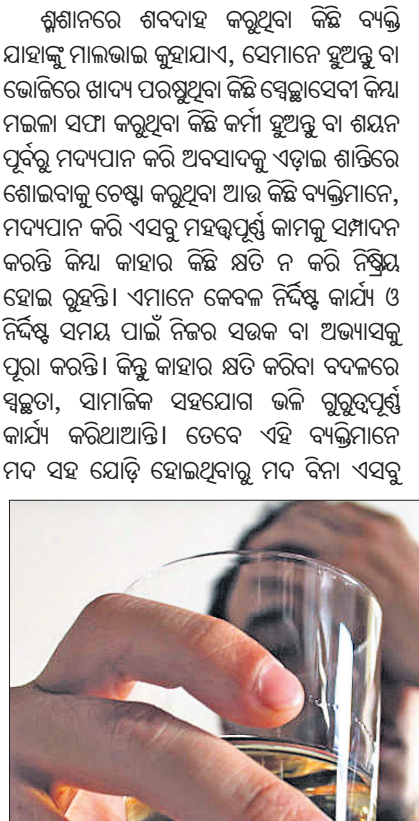 ଶ୍ମଶାନରେ ଶବଦାହ କରୁଥିବା କିଛି ବ୍ୟକ୍ତି
ଯାହାଙ୍କୁ ମାଲଭାଇ କୁହାଯାଏ, ସେମାନେ ହୁଅନ୍ତୁ ବା
ଭୋଜିରେ ଖାଦ୍ୟ ପରଷୁଥିବା କିଛି ସ୍ୱେଚ୍ଛାସେବୀ କିମ୍ବା
ମଇଳା ସଫା କରୁଥିବା କିଛି କର୍ମୀ ହୁଅନ୍ତୁ ବା ଶୟନ
ପୂର୍ବରୁ ମଦ୍ୟପାନ କରି ଅବସାଦକୁ ଏଡ଼ାଇ ଶାନ୍ତିରେ
ଶୋଇବାକୁ ଚେଷ୍ଟା କରୁଥିବା ଆଉ କିଛି ବ୍ୟକ୍ତିମାନେ,
ମଦ୍ୟପାନ କରି ଏସବୁ ମହତ୍ତ୍ୱପୂର୍ଣ୍ଣ କାମକୁ ସମ୍ପାଦନ
କରନ୍ତି କିମ୍ବା କାହାର କିଛି କ୍ଷତି ନ କରି ନିଷ୍କ୍ରିୟ
ହୋଇ ରୁହନ୍ତି। ଏମାନେ କେବଳ ନିର୍ଦ୍ଦିଷ୍ଟ କାର୍ଯ୍ୟ ଓ
ନିର୍ଦ୍ଦିଷ୍ଟ ସମୟ ପାଇଁ ନିଜର ସଉକ ବା ଅଭ୍ୟାସକୁ
ପୂରା କରନ୍ତି। କିନ୍ତୁ କାହାର କ୍ଷତି କରିବା ବଦଳରେ
ସ୍ୱଚ୍ଛତା, ସାମାଜିକ ସହଯୋଗ ଭଳି ଗୁରୁତ୍ୱପୂର୍ଣ୍ଣ
କାର୍ଯ୍ୟ କରିଥାଆନ୍ତି। ତେବେ ଏହି ବ୍ୟକ୍ତିମାନେ
ମଦ ସହ ଯୋଡ଼ି ହୋଇଥିବାରୁ ମଦ ବିନା ଏସବୁ